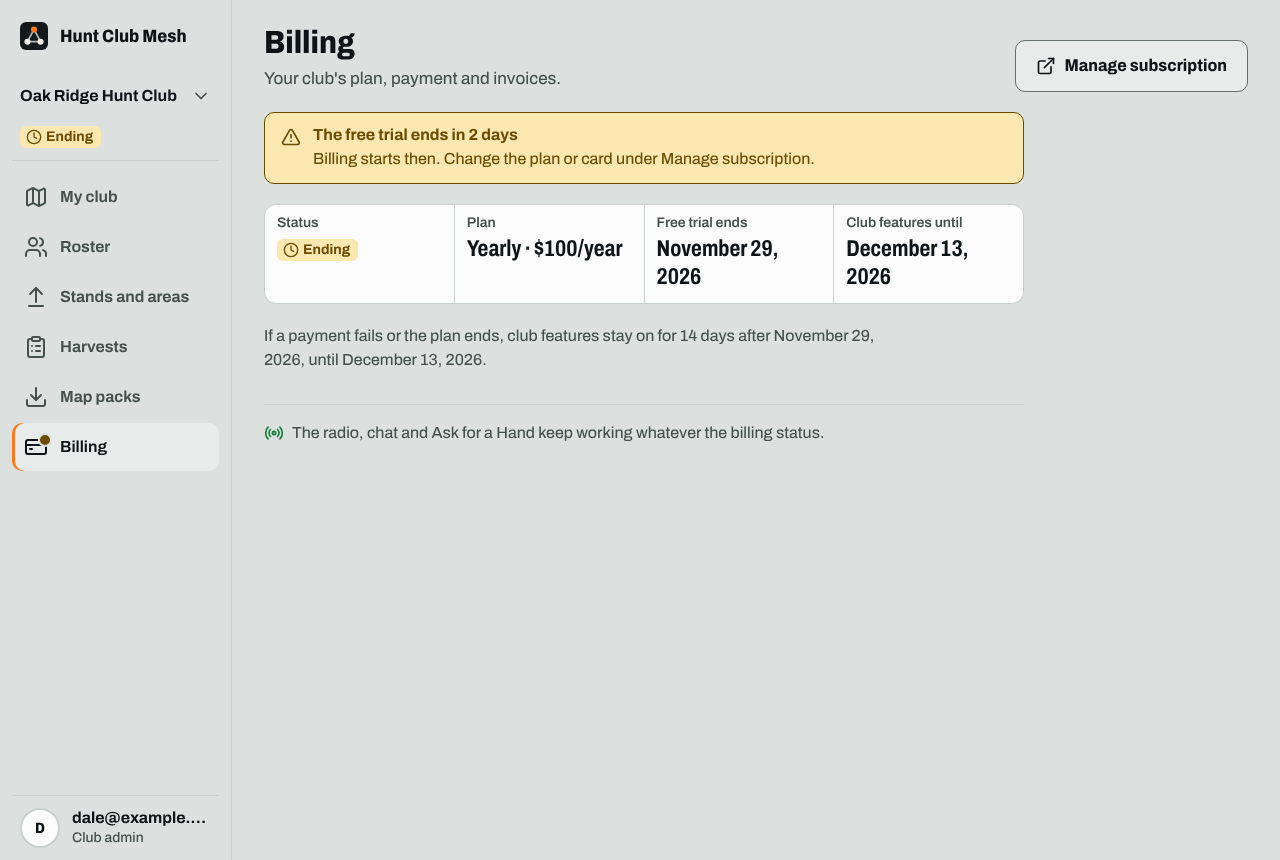 Hunt Club Mesh
Oak Ridge Hunt Club
Ending
My club
Roster
Stands and areas
Harvests
Map packs
Billing
D
dale@example....
Club admin
Billing
Your club's plan, payment and invoices.
Manage subscription
The free trial ends in 2 days
Billing starts then. Change the plan or card under Manage subscription.
Status
Ending
Plan
Yearly · $100/year
Free trial ends
November 29,
2026
Club features until
December 13,
2026
If a payment fails or the plan ends, club features stay on for 14 days after November 29,
2026, until December 13, 2026.
The radio, chat and Ask for a Hand keep working whatever the billing status.